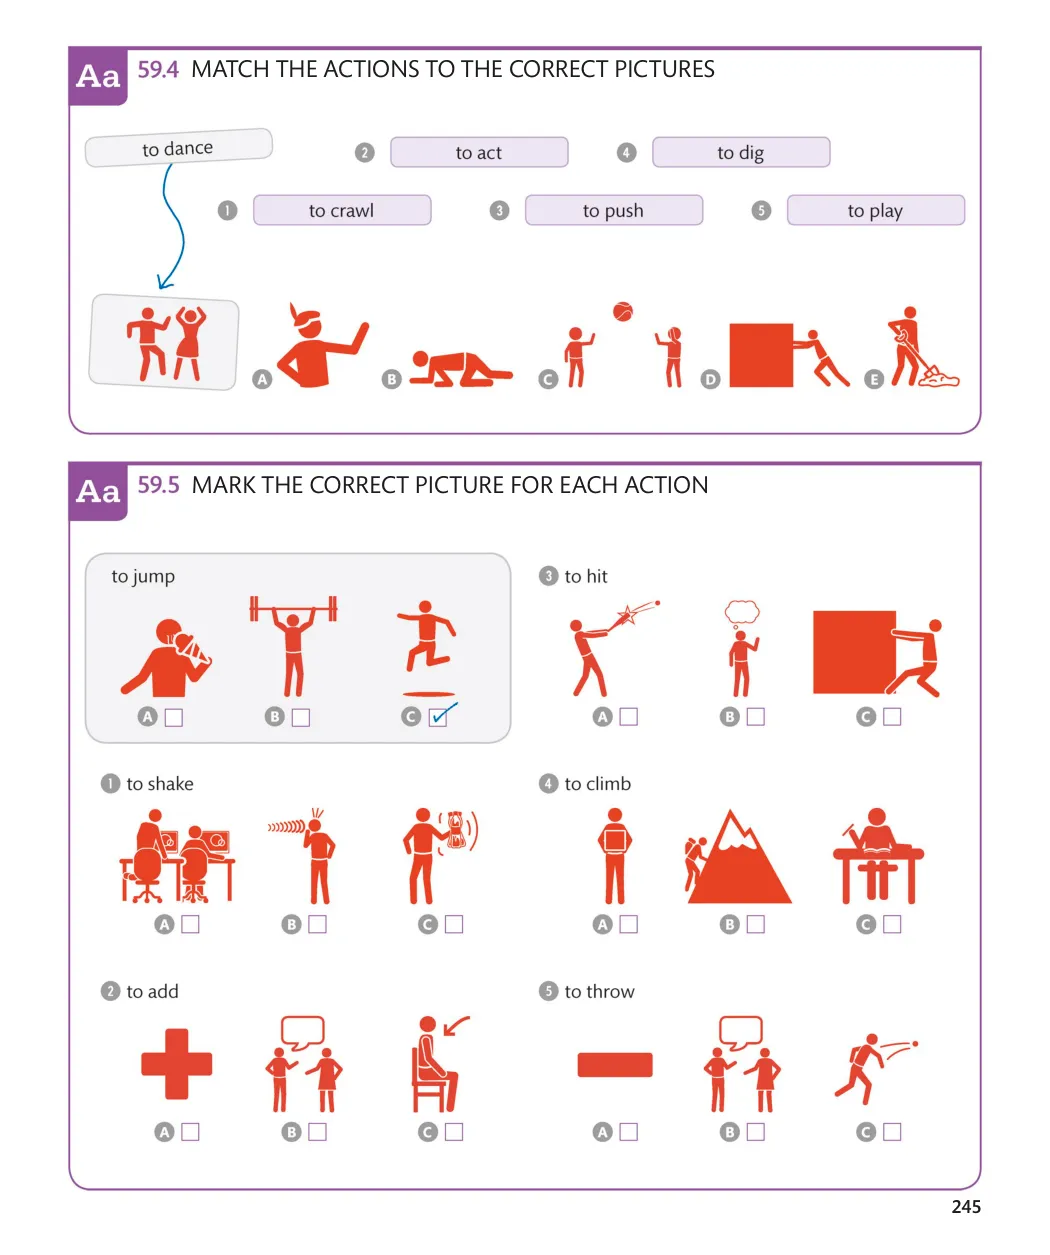 Aa 59.4 MATCH THE ACTIONS TO THE CORRECT PICTURES
to dance
2 to act
4 to dig
1 to crawl
3 to push
5 to play
A B C D E
Aa 59.5 MARK THE CORRECT PICTURE FOR EACH ACTION
to jump
A B C
1 to shake
A B C
2 to add
A B C
3 to hit
A B C
4 to climb
A B C
5 to throw
A B C
245